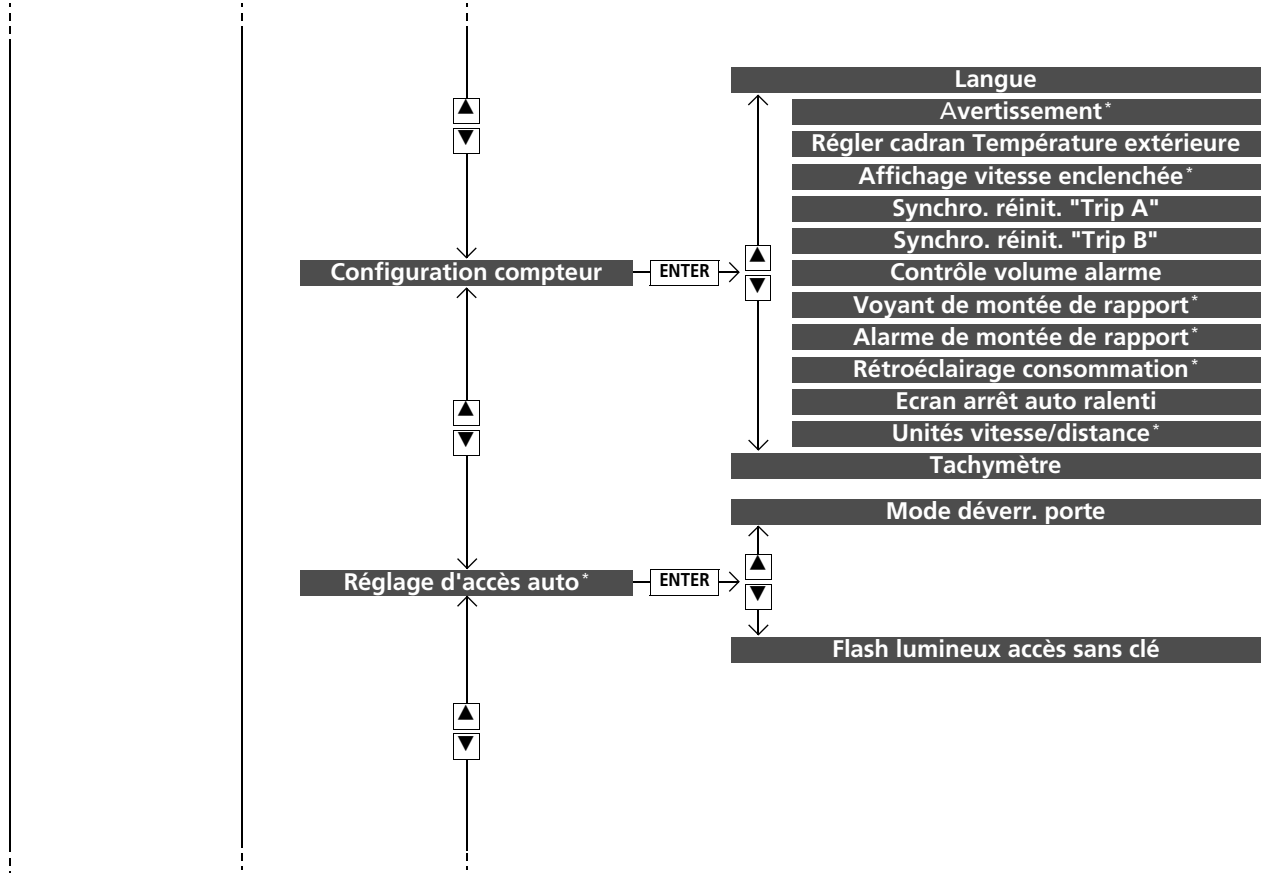 Langue
Avertissement*
Régler cadran Température extérieure
Affichage vitesse enclenchée*
Synchro. réinit. "Trip A"
Synchro. réinit. "Trip B"
Configuration compteur
ENTER
Contrôle volume alarme
Voyant de montée de rapport*
Alarme de montée de rapport*
Rétroéclairage consommation*
Ecran arrêt auto ralenti
Unités vitesse/distance*
Tachymètre
Mode déverr. porte
Réglage d'accès auto*
ENTER
Flash lumineux accès sans clé